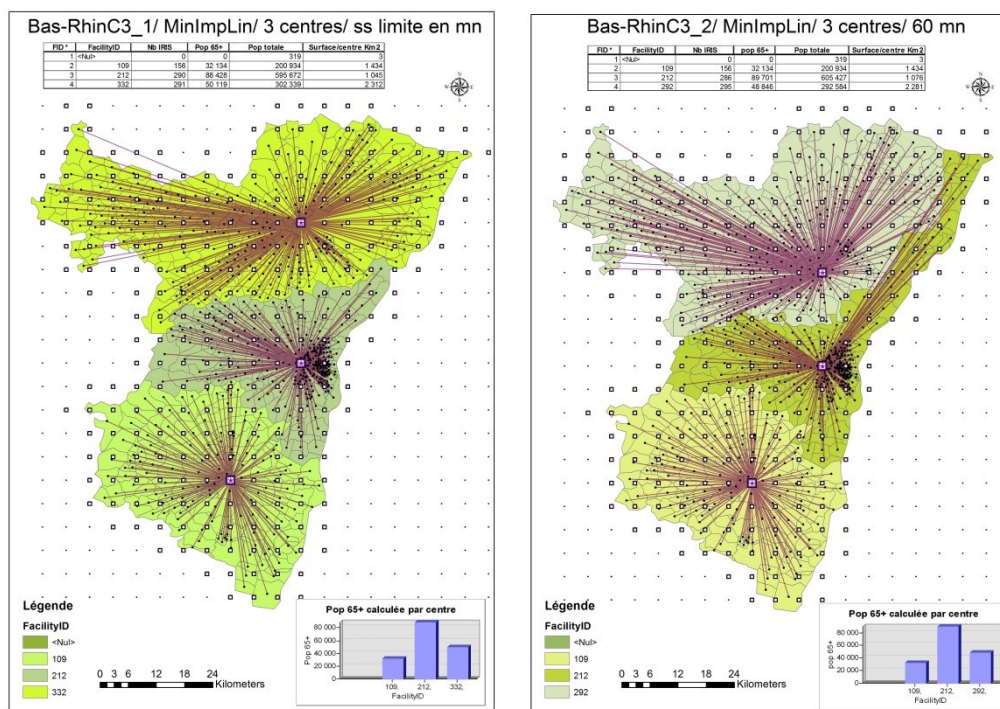 Bas-RhinC3_1/ MinImpLin/ 3 centres/ ss limite en mn
FID * FacilityID Nb IRIS Pop 65+ Pop totale Surface/centre Km2
1 <Nul> 0 0 319 3
2 109 156 32 134 200 934 1 434
3 212 290 88 428 595 672 1 045
4 332 291 50 119 302 339 2 312
N
W E
S
Légende
FacilityID
<Nul>
109
212
332
0 3 6 12 18 24
Kilometers
Pop 65+ calculée par centre
Pop 65+
80 000
60 000
40 000
20 000
0
109, 212, 332,
FacilityID
Bas-RhinC3_2/ MinImpLin/ 3 centres/ 60 mn
FID * FacilityID Nb IRIS pop 65+ Pop totale Surface/centre Km2
1 <Nul> 0 0 319 3
2 109 156 32 134 200 934 1 434
3 212 286 89 701 605 427 1 076
4 292 295 48 846 292 584 2 281
N
W E
S
Légende
FacilityID
<Nul>
109
212
292
0 3 6 12 18 24
Kilometers
Pop 65+ calculée par centre
pop 65+
80 000
60 000
40 000
20 000
0
109, 212, 292,
FacilityID